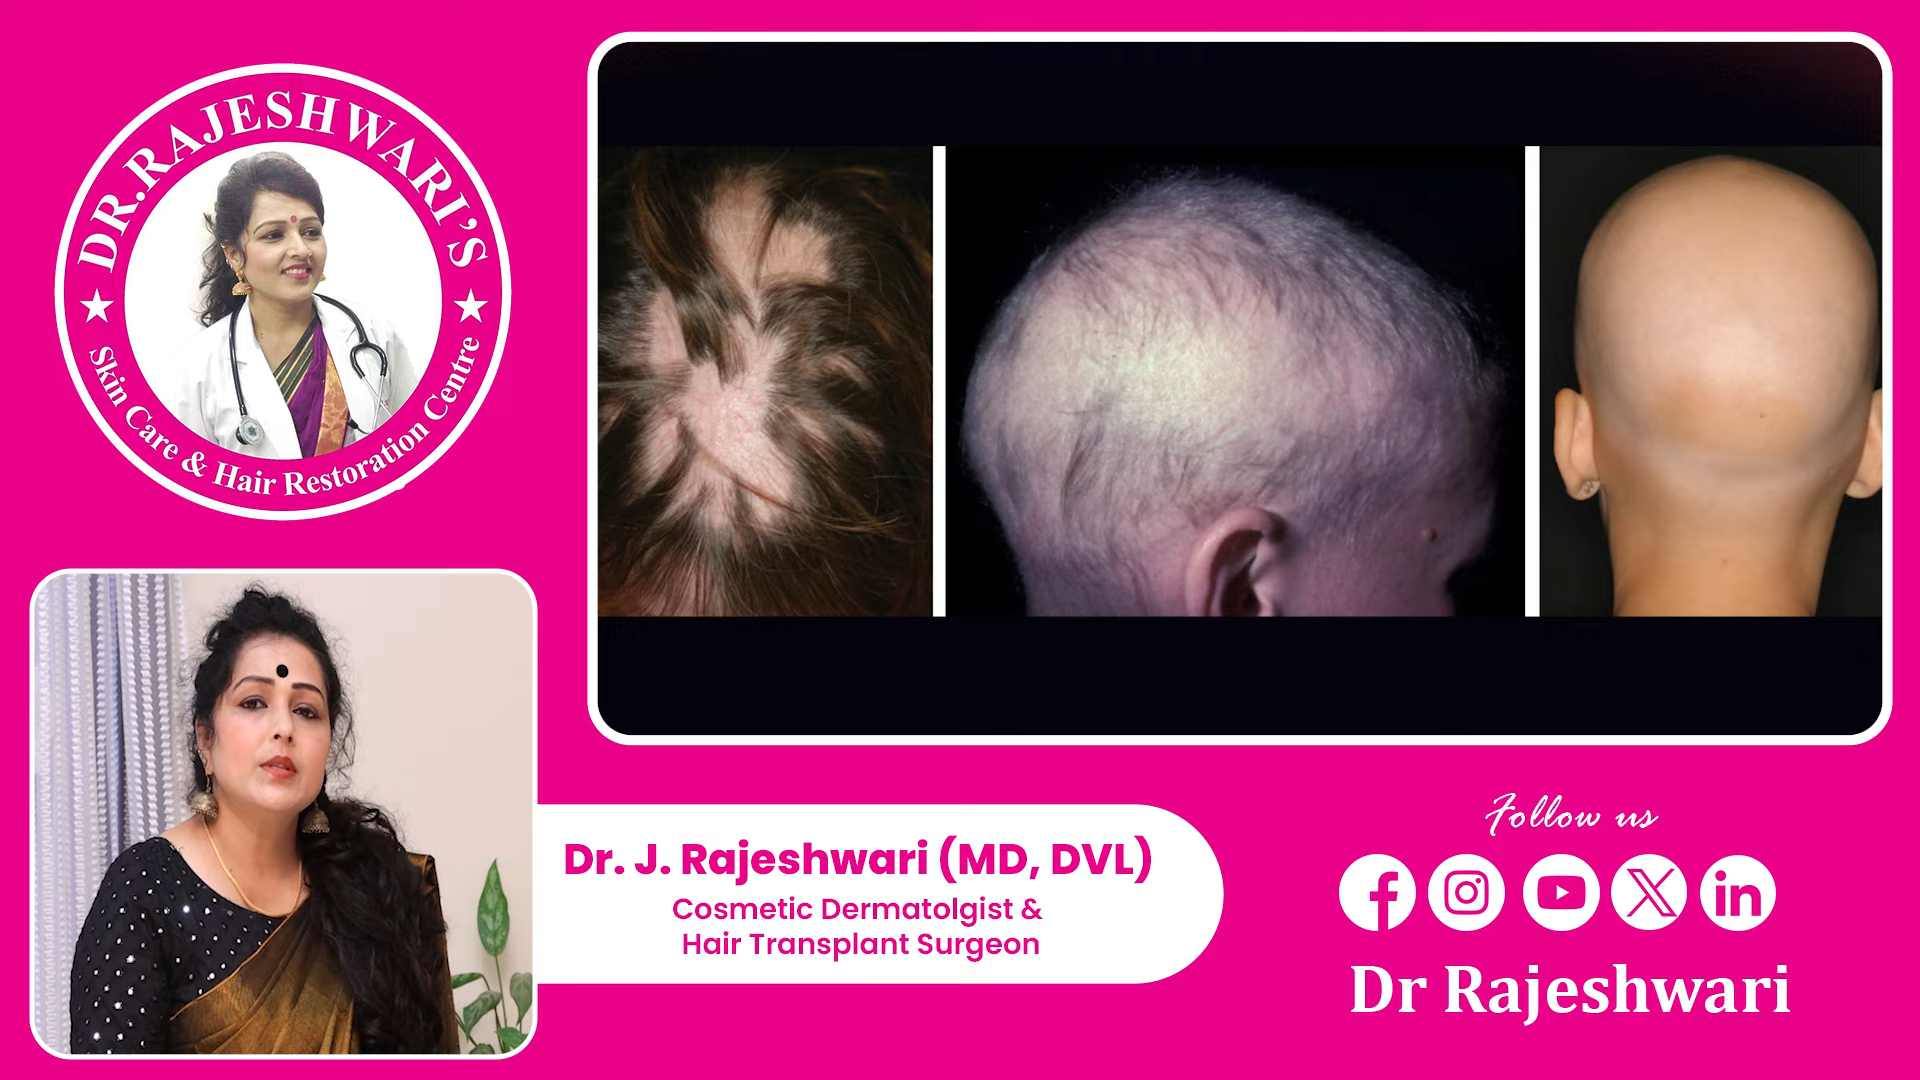 DR.RAJESHWARI'S
Skin Care & Hair Restoration Centre
Dr. J. Rajeshwari (MD, DVL)
Cosmetic Dermatolgist &
Hair Transplant Surgeon
Follow us
Dr Rajeshwari